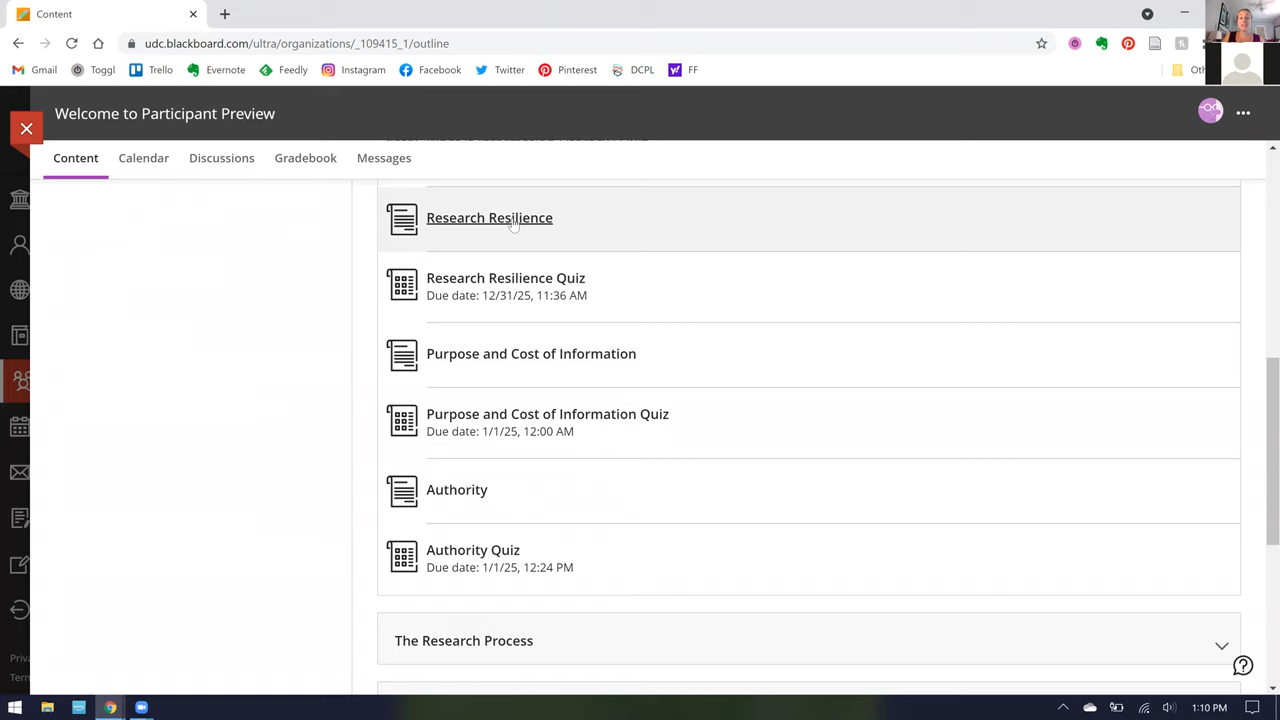 Content
udc.blackboard.com/ultra/organizations/_109415_1/outline
Gmail Toggl Trello Evernote Feedly Instagram Facebook Twitter Pinterest DCPL FF
Welcome to Participant Preview
Content Calendar Discussions Gradebook Messages
Research Resilience
Research Resilience Quiz
Due date: 12/31/25, 11:36 AM
Purpose and Cost of Information
Purpose and Cost of Information Quiz
Due date: 1/1/25, 12:00 AM
Authority
Authority Quiz
Due date: 1/1/25, 12:24 PM
The Research Process
1:10 PM